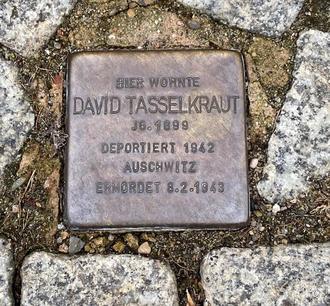 HIER WOHNTE
DAVID TASSELKRAUT
JG. 1899
DEPORTIERT 1942
AUSCHWITZ
ERMORDET 8.2.1943